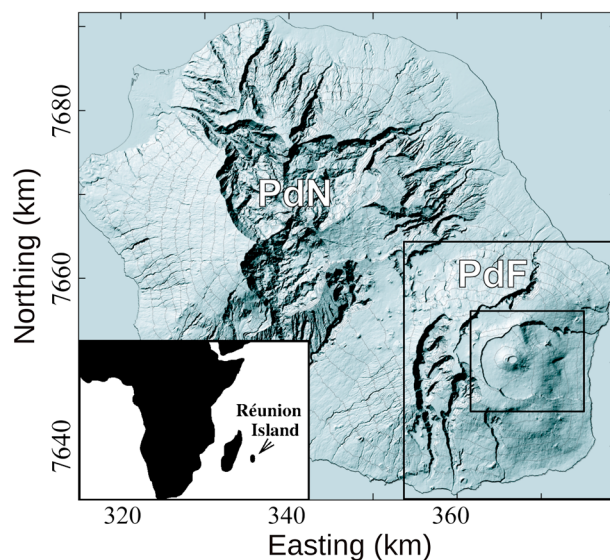 7680
7660
7640
Northing (km)
PdN
PdF
Réunion
Island
320
340
360
Easting (km)